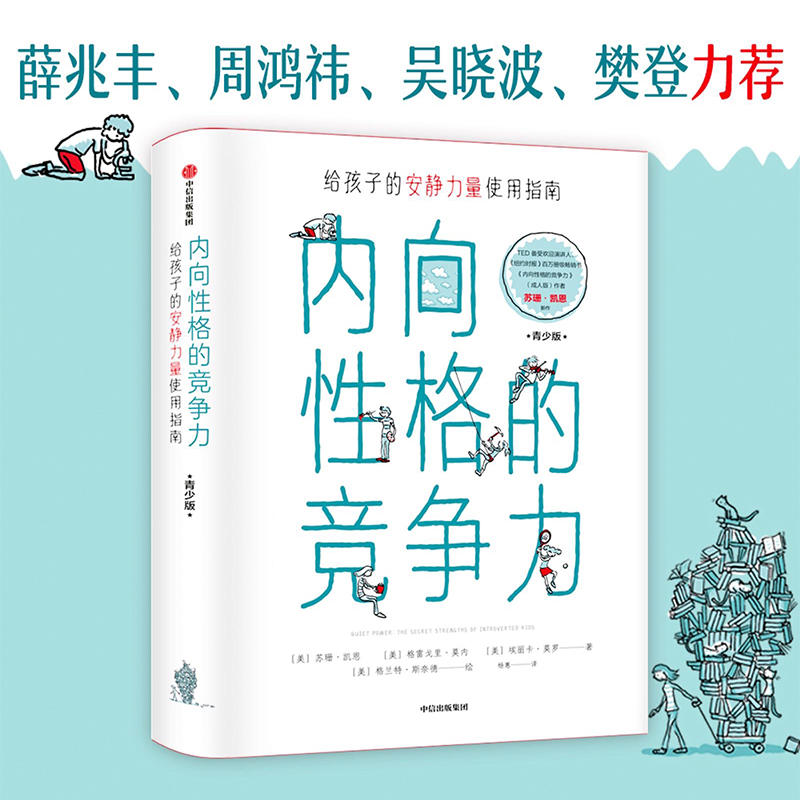 薛兆丰、周鸿祎、吴晓波、樊登力荐
中信出版集团
内向性格的竞争力
给孩子的安静力量使用指南
★青少版★
给孩子的安静力量使用指南
内向
性格的
竞争力
TED 最受欢迎演讲人、
《纽约时报》百万册级畅销书
《内向性格的竞争力》
（成人版）作者
苏珊·凯恩
新作
★青少版★
QUIET POWER: THE SECRET STRENGTHS OF INTROVERTED KIDS
［美］苏珊·凯恩 ［美］格雷戈里·莫内 ［美］埃丽卡·莫罗——著
［美］格兰特·斯奈德——绘 杨惠——译
中信出版集团